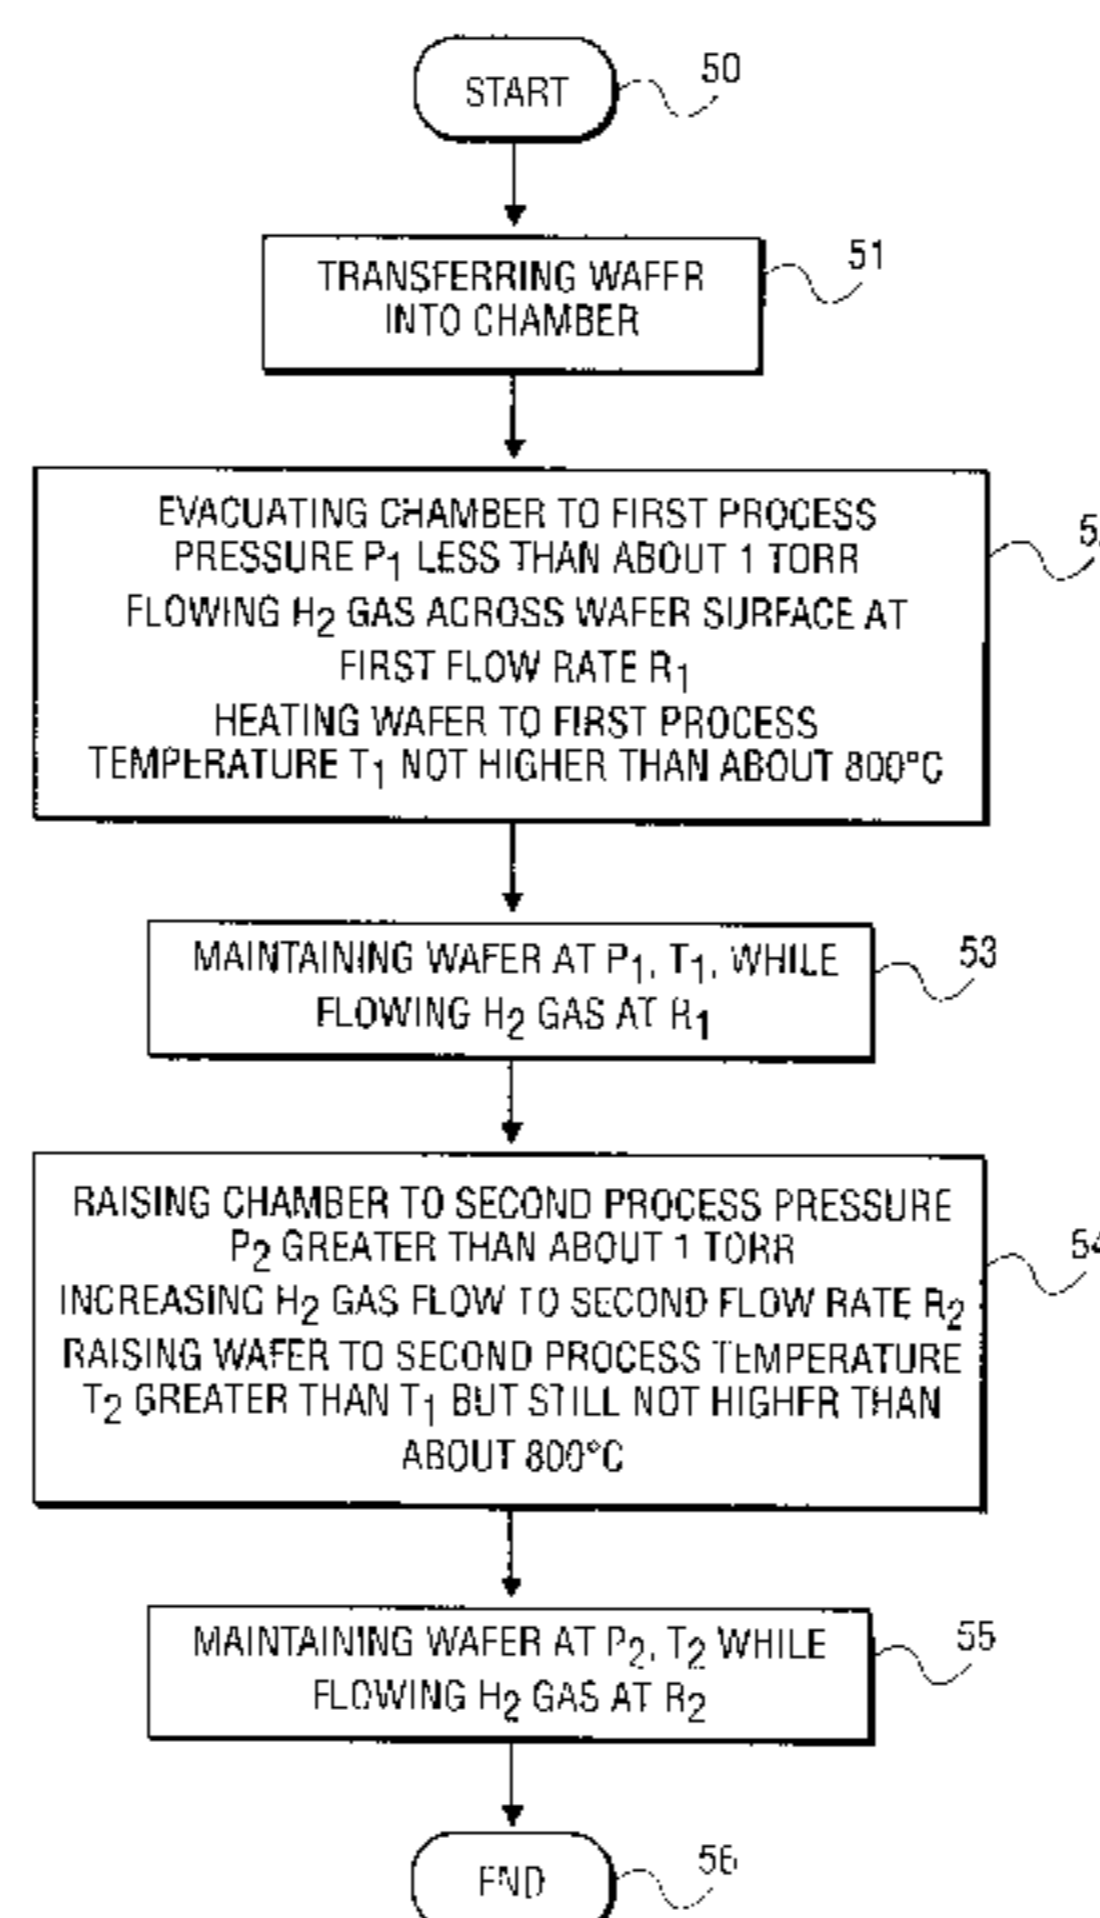 START
50
TRANSFERRING WAFER
INTO CHAMBER
51
EVACUATING CHAMBER TO FIRST PROCESS
PRESSURE P1 LESS THAN ABOUT 1 TORR
FLOWING H2 GAS ACROSS WAFER SURFACE AT
FIRST FLOW RATE R1
HEATING WAFER TO FIRST PROCESS
TEMPERATURE T1 NOT HIGHER THAN ABOUT 800°C
MAINTAINING WAFER AT P1, T1, WHILE
FLOWING H2 GAS AT R1
53
RAISING CHAMBER TO SECOND PROCESS PRESSURE
P2 GREATER THAN ABOUT 1 TORR
INCREASING H2 GAS FLOW TO SECOND FLOW RATE R2
RAISING WAFER TO SECOND PROCESS TEMPERATURE
T2 GREATER THAN T1 BUT STILL NOT HIGHER THAN
ABOUT 800°C
54
MAINTAINING WAFER AT P2, T2 WHILE
FLOWING H2 GAS AT R2
55
END
56